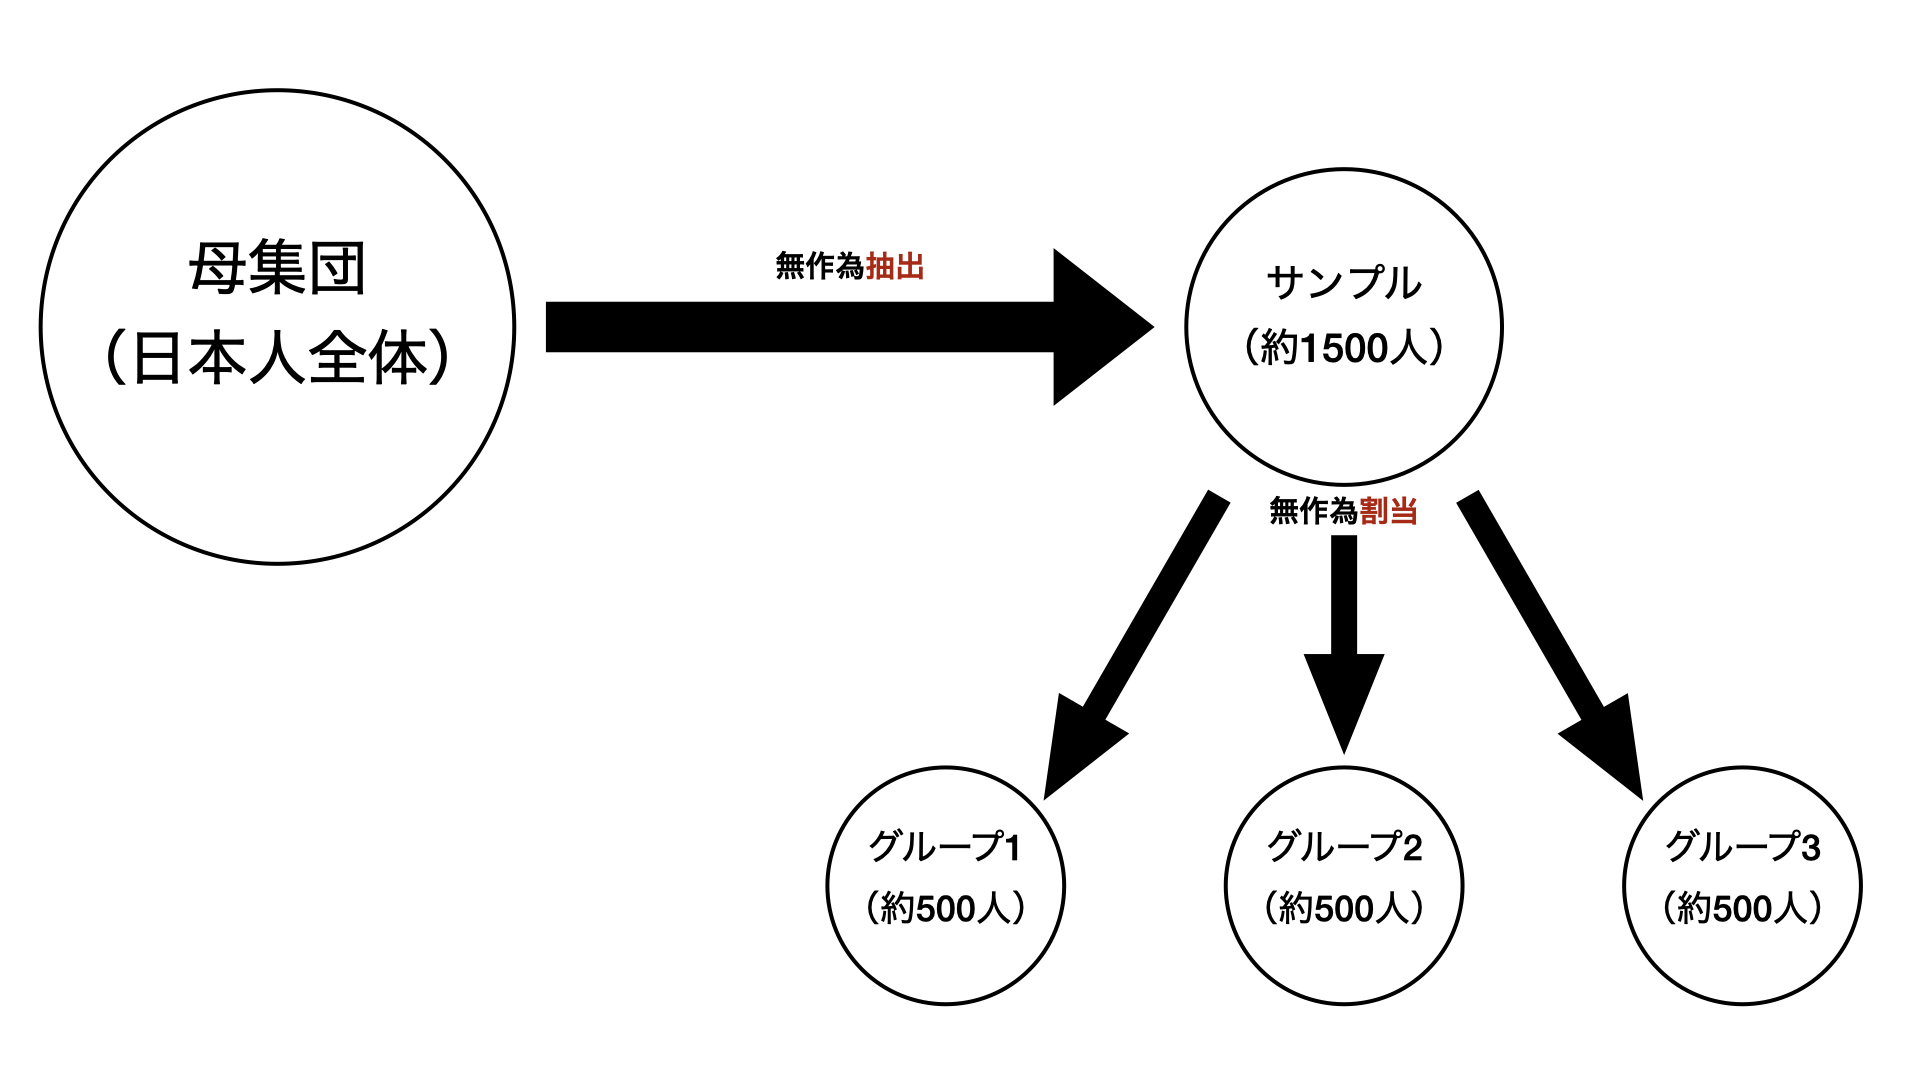 母集団
（日本人全体）
無作為抽出
サンプル
（約1500人）
無作為割当
グループ1
（約500人）
グループ2
（約500人）
グループ3
（約500人）